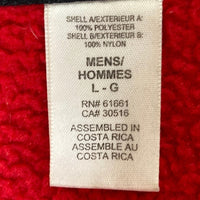 SHELL A/EXTERIEUR A:
100% POLYESTER
SHELL B/EXTERIEUR B:
100% NYLON
MENS/
HOMMES
L - G
RN# 61661
CA# 30516
ASSEMBLED IN
COSTA RICA
ASSEMBLE AU
COSTA RICA